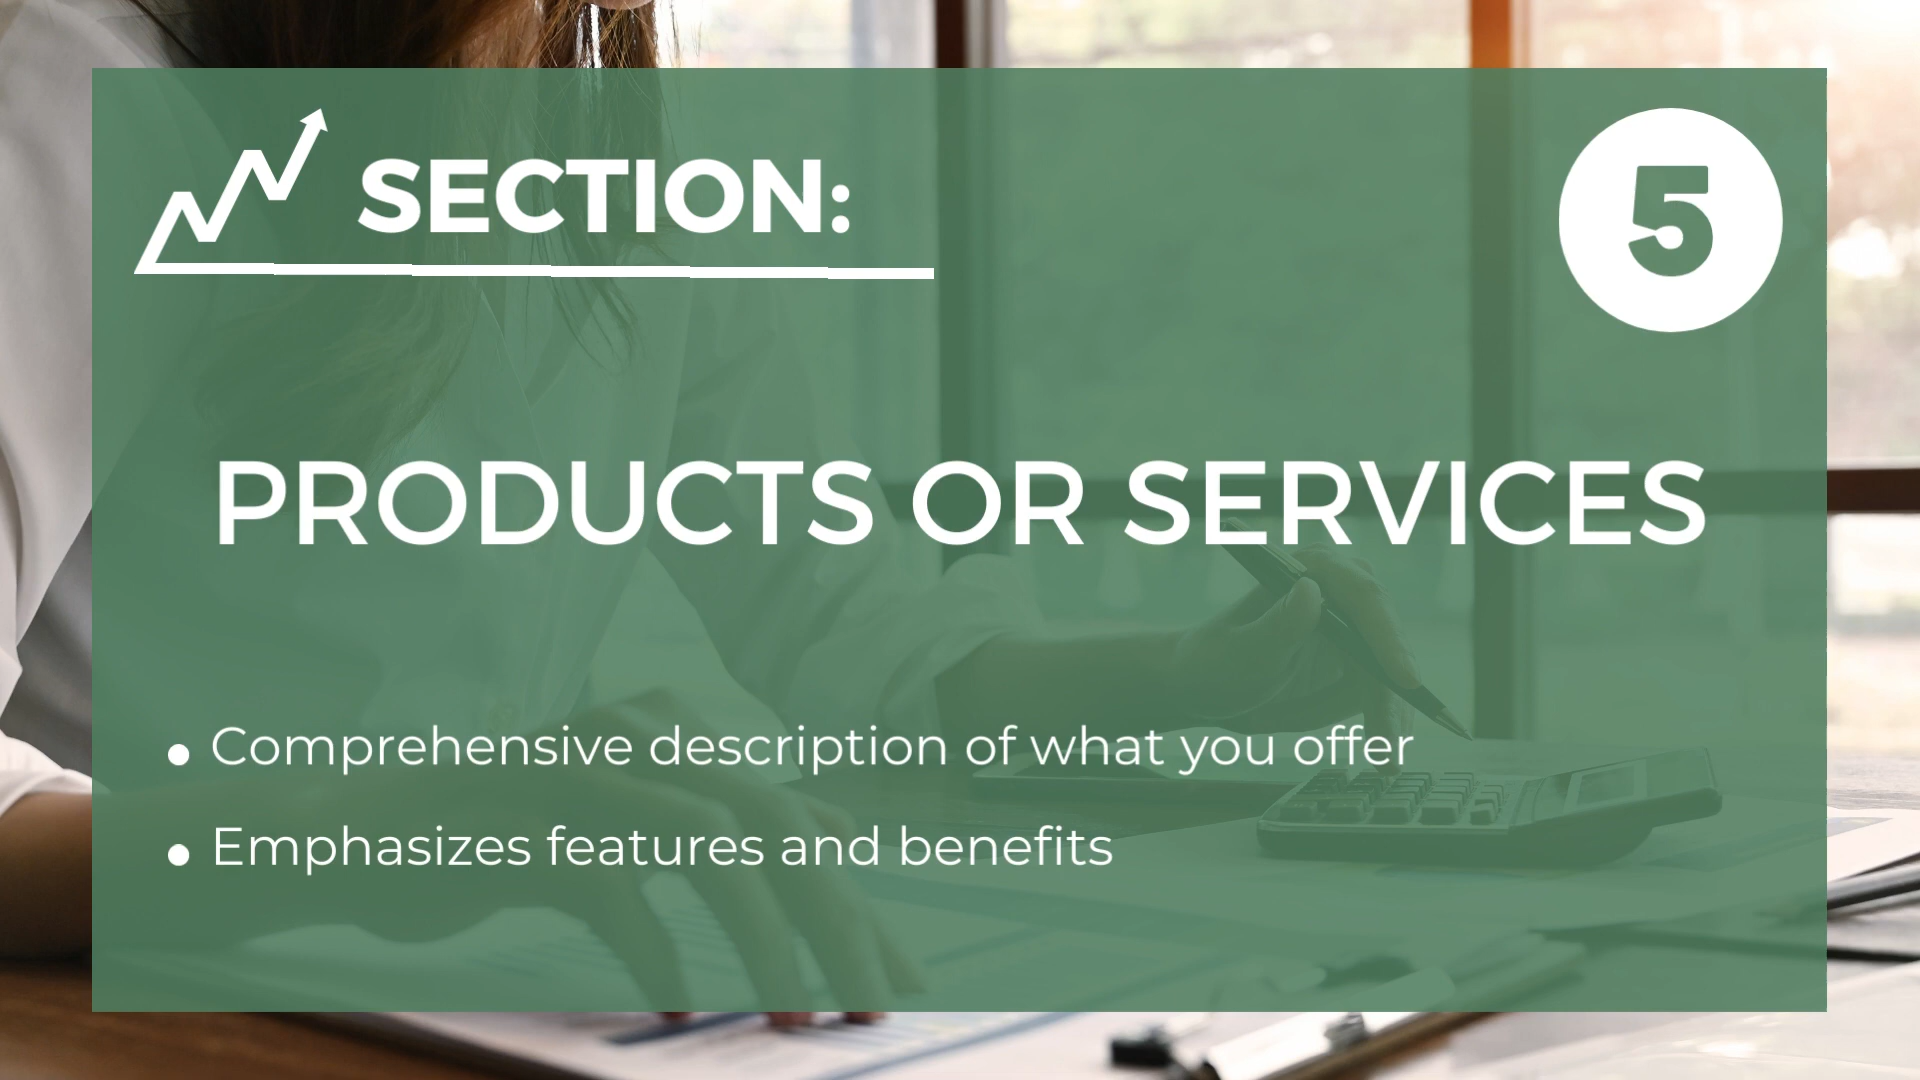 SECTION:
5
PRODUCTS OR SERVICES
• Comprehensive description of what you offer
• Emphasizes features and benefits